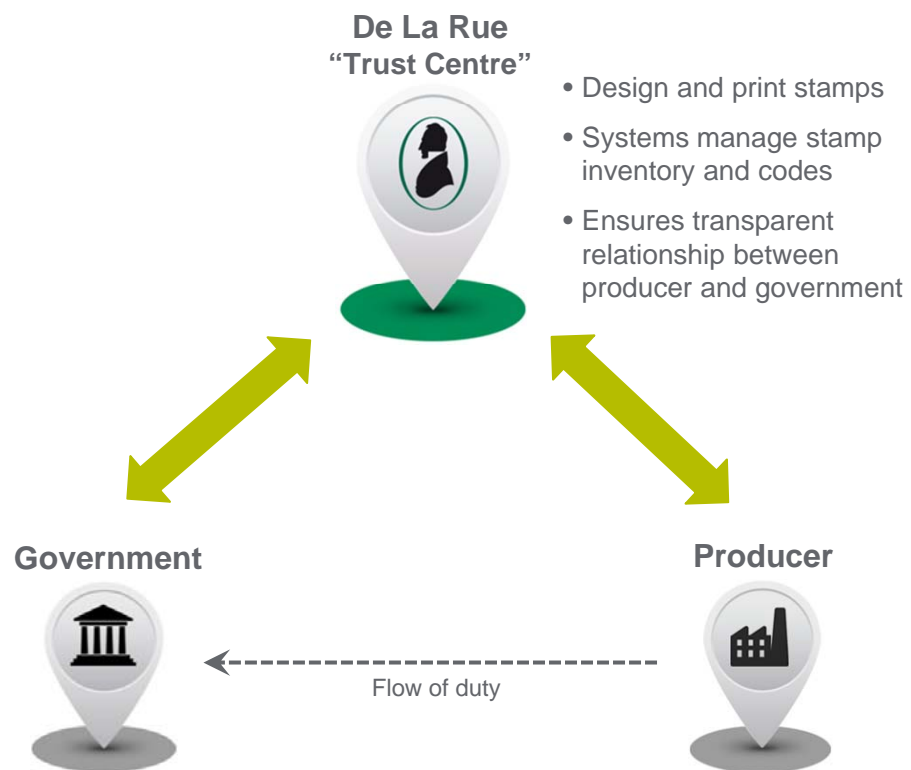 De La Rue
“Trust Centre”
• Design and print stamps
• Systems manage stamp
inventory and codes
• Ensures transparent
relationship between
producer and government
Government
Producer
Flow of duty